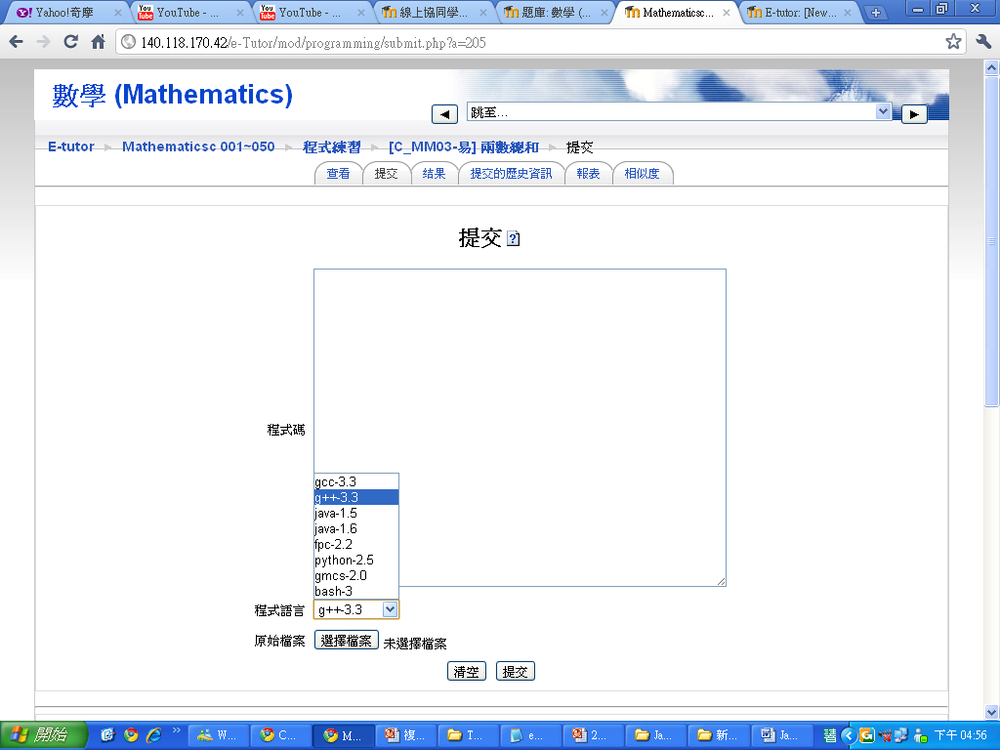 Yahoo!奇摩
YouTube - ...
YouTube - ...
線上協同學...
題庫: 數學 (...
Mathematicsc...
E-tutor: [New...
140.118.170.42/e-Tutor/mod/programming/submit.php?a=205
數學 (Mathematics)
◄ 跳至... ►
E-tutor ► Mathematicsc 001~050 ► 程式練習 ► [C_MM03-易] 兩數總和 ► 提交
查看 提交 結果 提交的歷史資訊 報表 相似度
提交 ?
程式碼
gcc-3.3
g++-3.3
java-1.5
java-1.6
fpc-2.2
python-2.5
gmcs-2.0
bash-3
程式語言 g++-3.3
原始檔案 選擇檔案 未選擇檔案
清空 提交
開始 W... C... M... 複... T... e... 2... Ja... 新... Ja... 下午 04:56